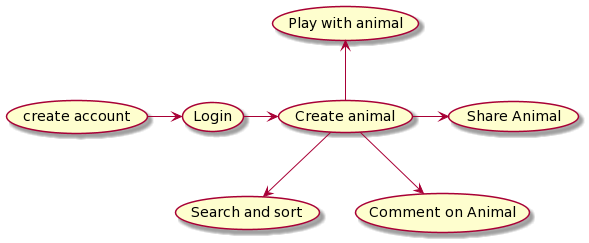 Play with animal
create account
Login
Create animal
Share Animal
Search and sort
Comment on Animal